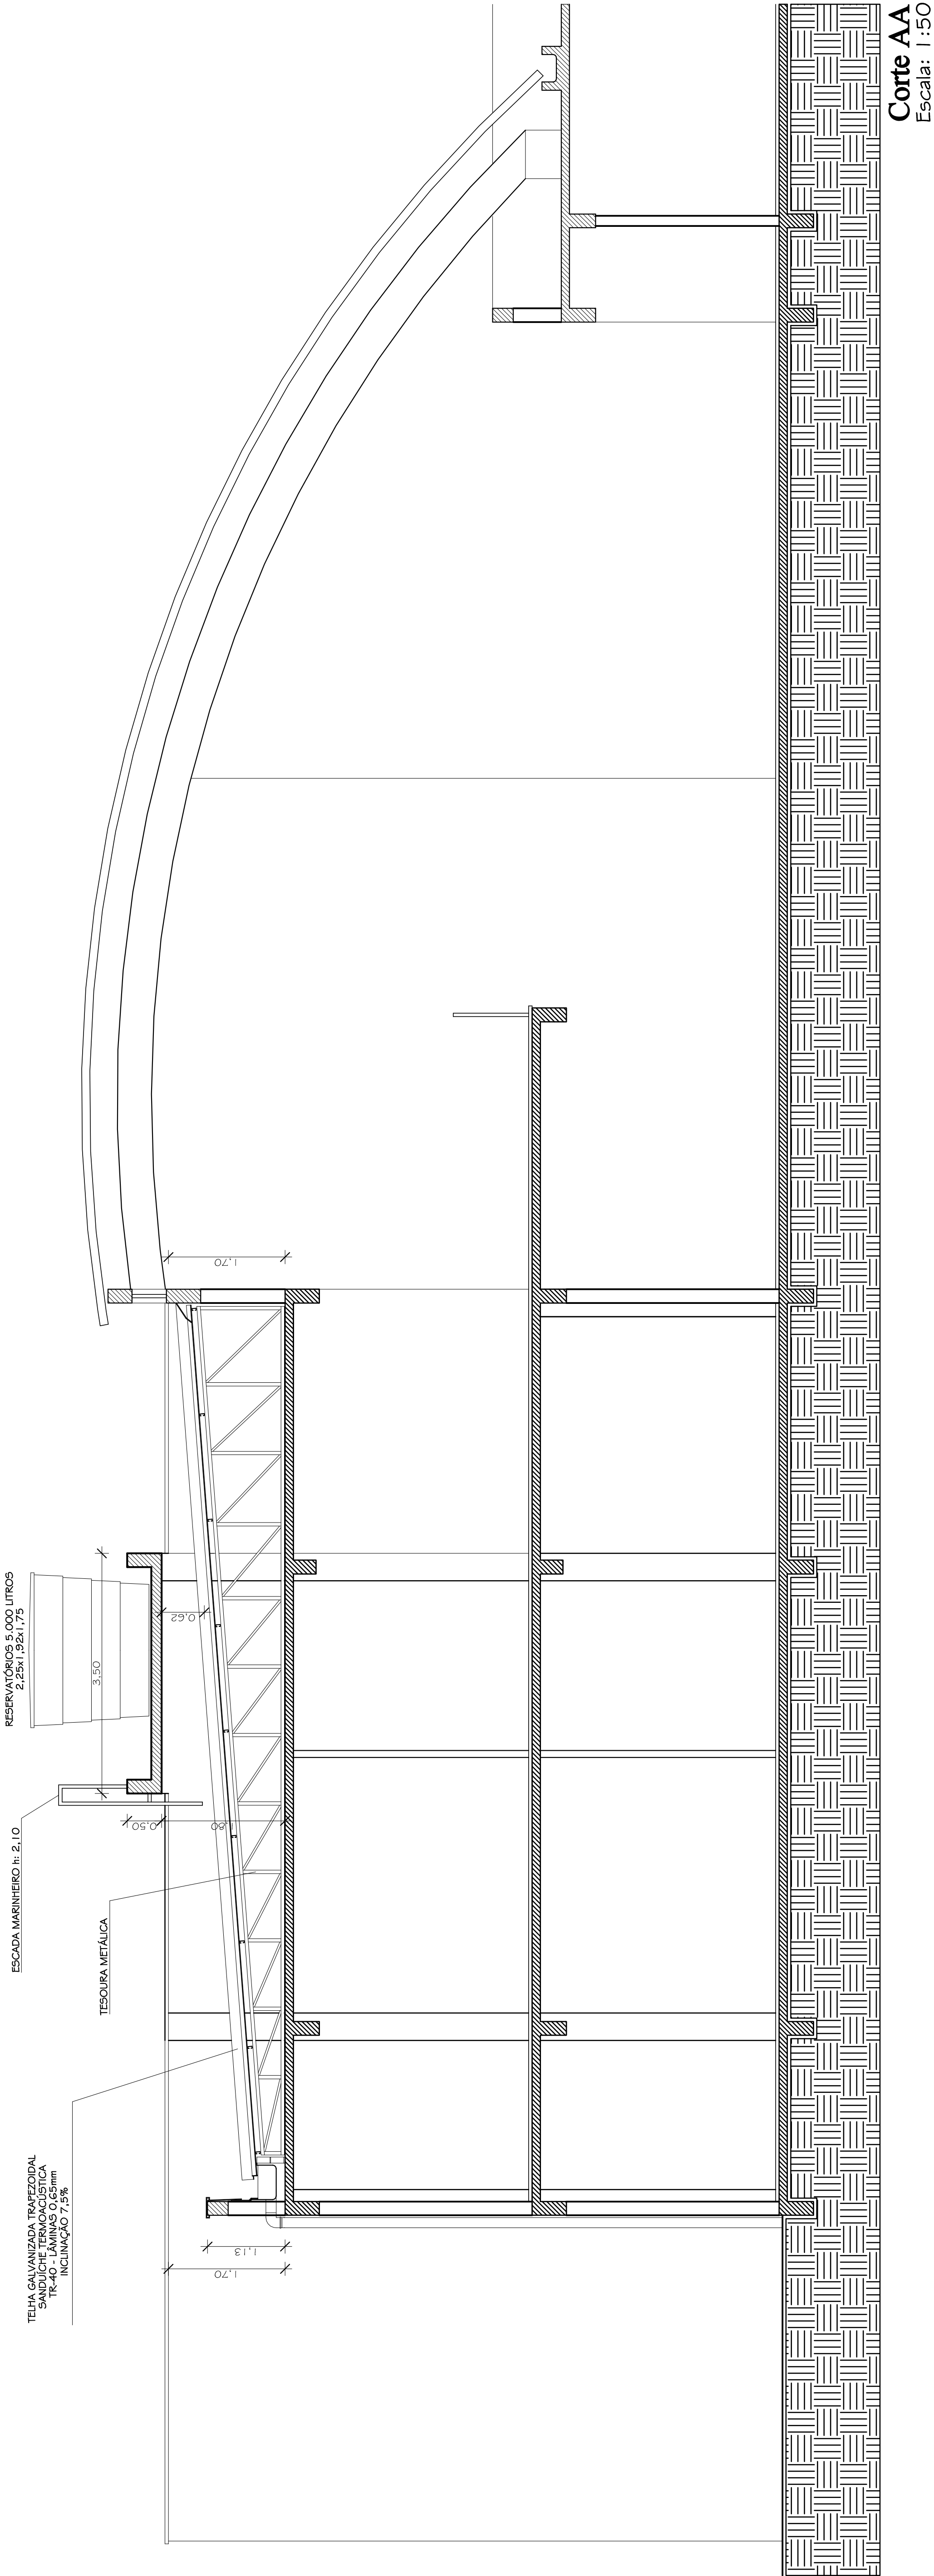 RESERVATÓRIOS 5.000 LITROS
2,25x1,92x1,75
3,50
ESCADA MARINHEIRO h: 2,10
TESOURA METÁLICA
TELHA GALVANIZADA TRAPEZOIDAL
SANDUÍCHE TERMOACÚSTICA
TR-40 - LÂMINAS 0,65mm
INCLINAÇÃO 7,5%
1,70
0,62
0,50
1,80
1,13
1,70
Corte AA
Escala: 1:50